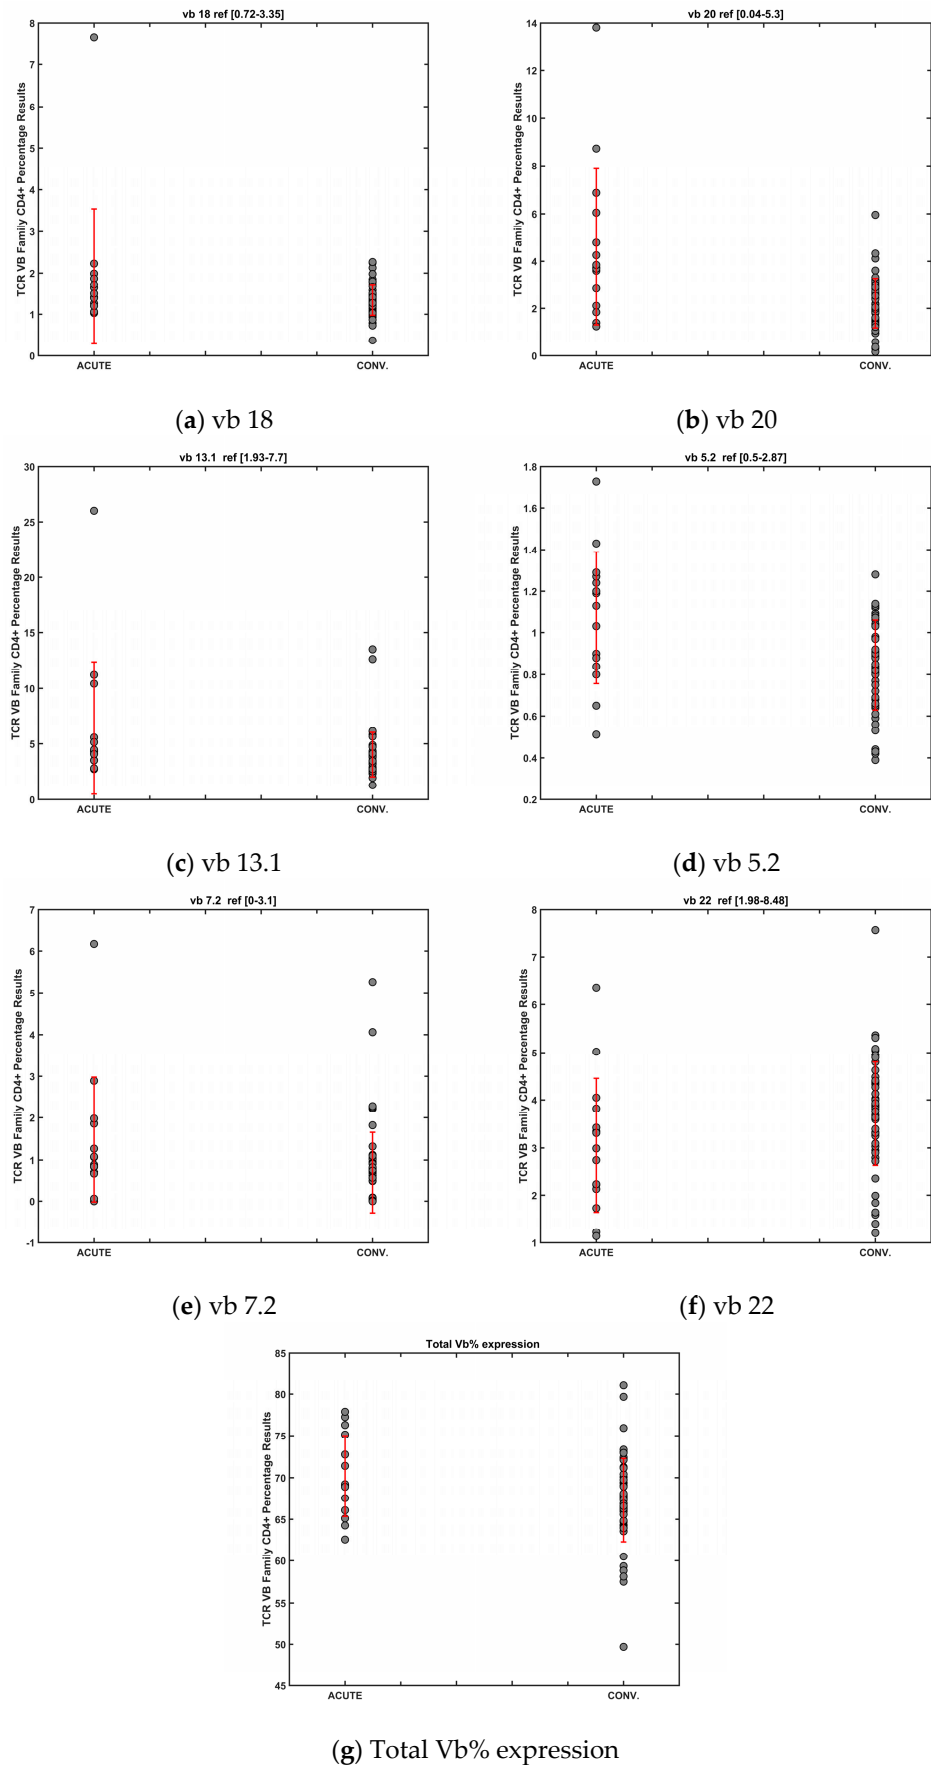 vb 18 ref [0.72-3.35]
TCR VB Family CD4+ Percentage Results
8
7
6
5
4
3
2
1
0
ACUTE
CONV.
(a) vb 18
vb 20 ref [0.04-5.3]
TCR VB Family CD4+ Percentage Results
14
12
10
8
6
4
2
0
ACUTE
CONV.
(b) vb 20
vb 13.1 ref [1.93-7.7]
TCR VB Family CD4+ Percentage Results
30
25
20
15
10
5
0
ACUTE
CONV.
(c) vb 13.1
vb 5.2 ref [0.5-2.87]
TCR VB Family CD4+ Percentage Results
1.8
1.6
1.4
1.2
1
0.8
0.6
0.4
0.2
ACUTE
CONV.
(d) vb 5.2
vb 7.2 ref [0-3.1]
TCR VB Family CD4+ Percentage Results
7
6
5
4
3
2
1
0
-1
ACUTE
CONV.
(e) vb 7.2
vb 22 ref [1.98-8.48]
TCR VB Family CD4+ Percentage Results
8
7
6
5
4
3
2
1
ACUTE
CONV.
(f) vb 22
Total Vb% expression
TCR VB Family CD4+ Percentage Results
85
80
75
70
65
60
55
50
45
ACUTE
CONV.
(g) Total Vb% expression